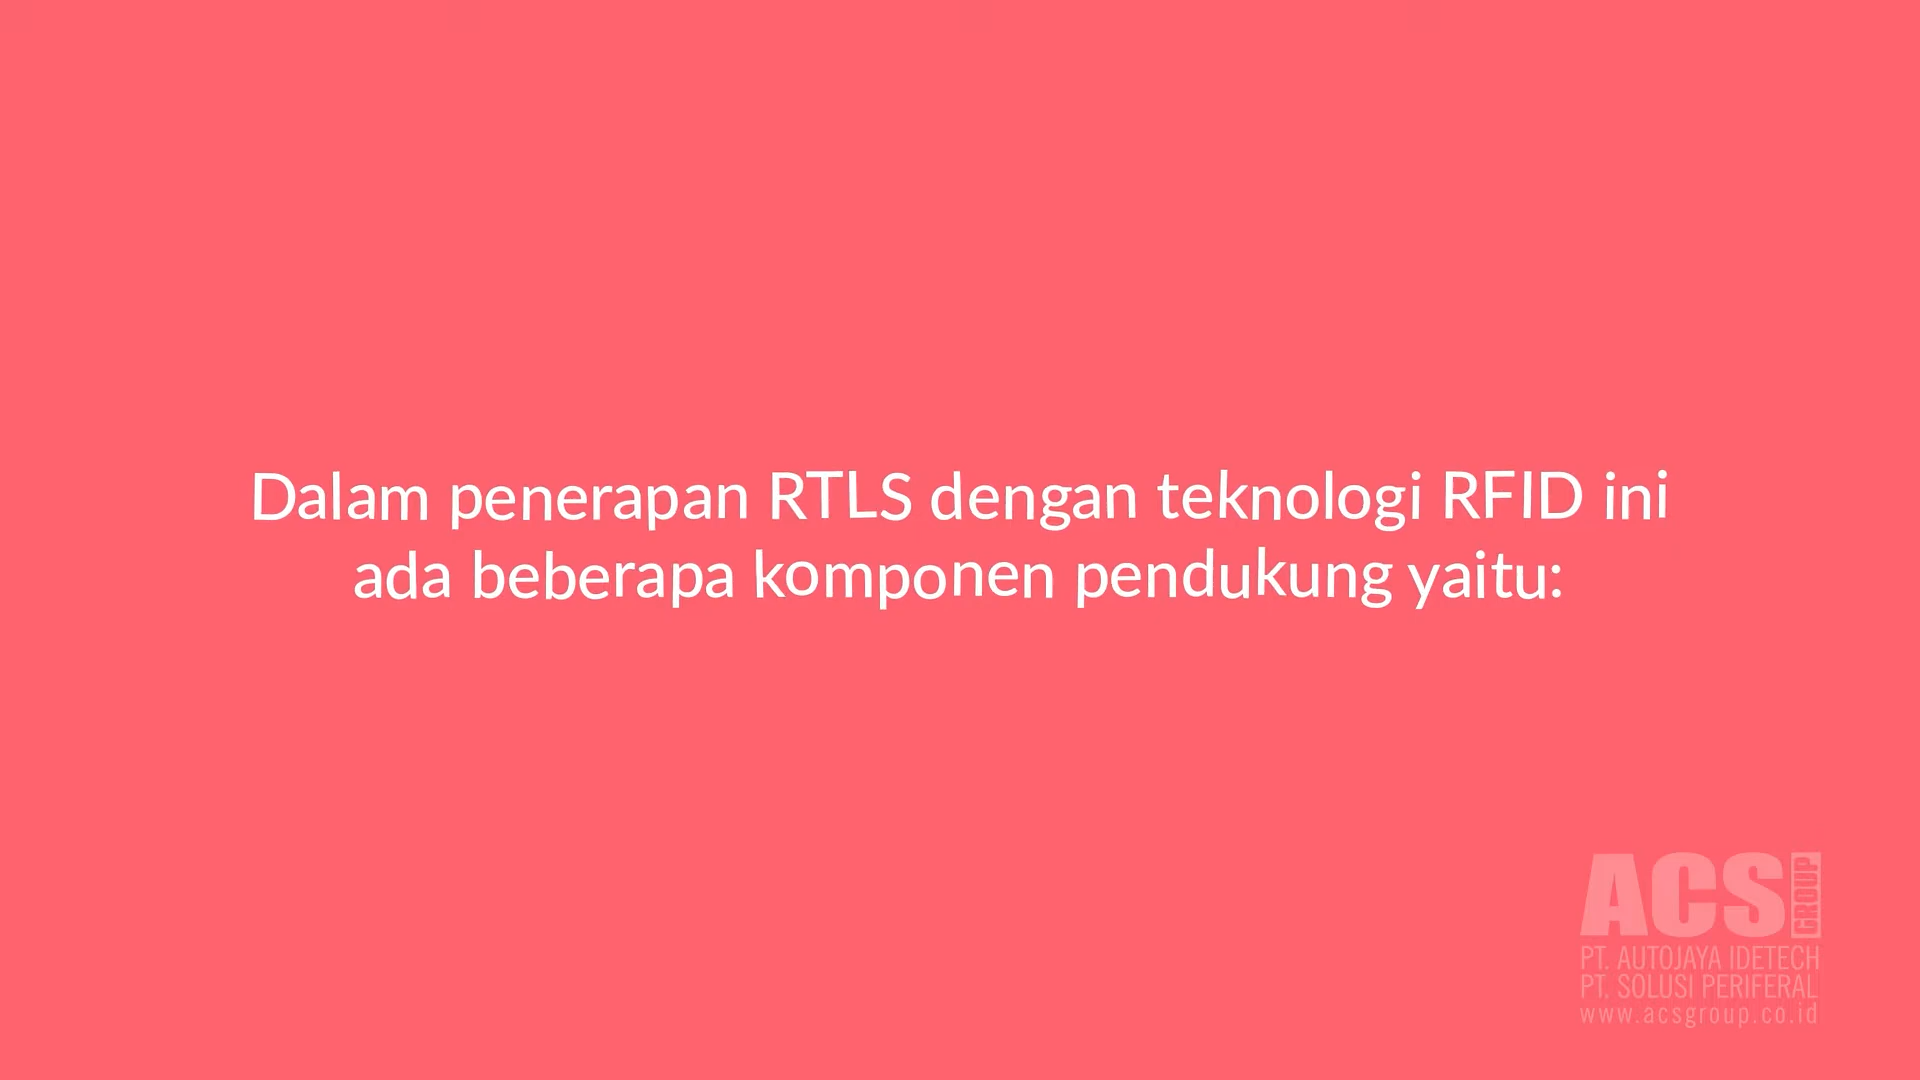 Dalam penerapan RTLS dengan teknologi RFID ini
ada beberapa komponen pendukung yaitu:
ACS GROUP
PT. AUTOJAYA IDETECH
PT. SOLUSI PERIFERAL
www.acsgroup.co.id